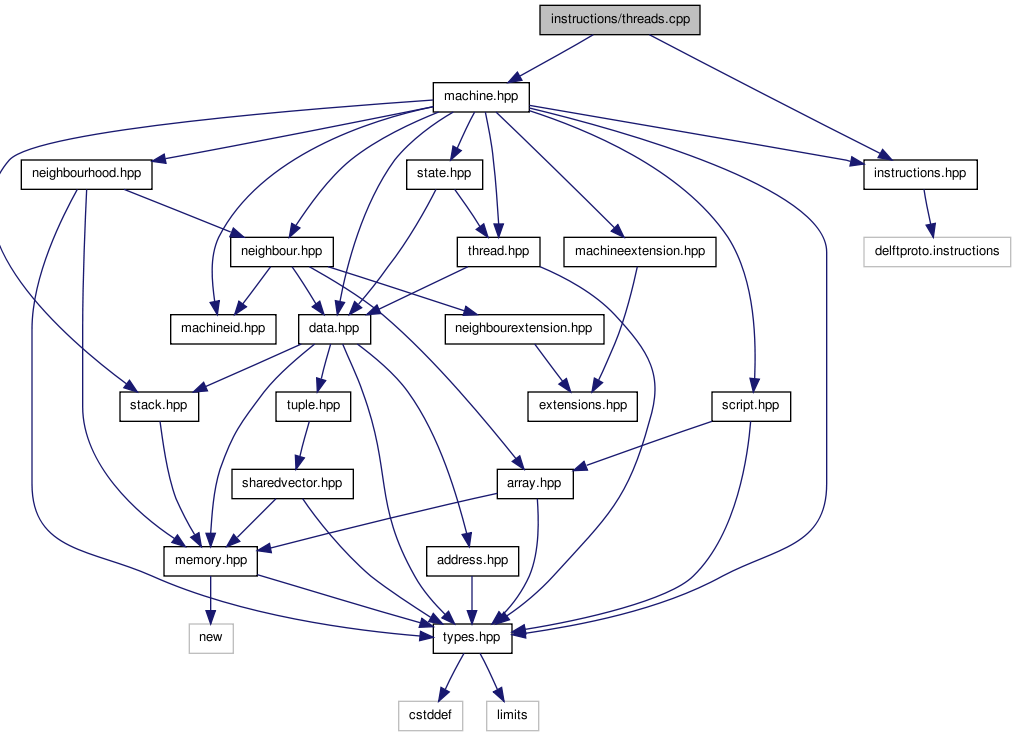 instructions/threads.cpp
machine.hpp
neighbourhood.hpp
state.hpp
instructions.hpp
neighbour.hpp
thread.hpp
machineextension.hpp
delftproto.instructions
machineid.hpp
data.hpp
neighbourextension.hpp
stack.hpp
tuple.hpp
extensions.hpp
script.hpp
sharedvector.hpp
array.hpp
memory.hpp
address.hpp
new
types.hpp
cstddef
limits